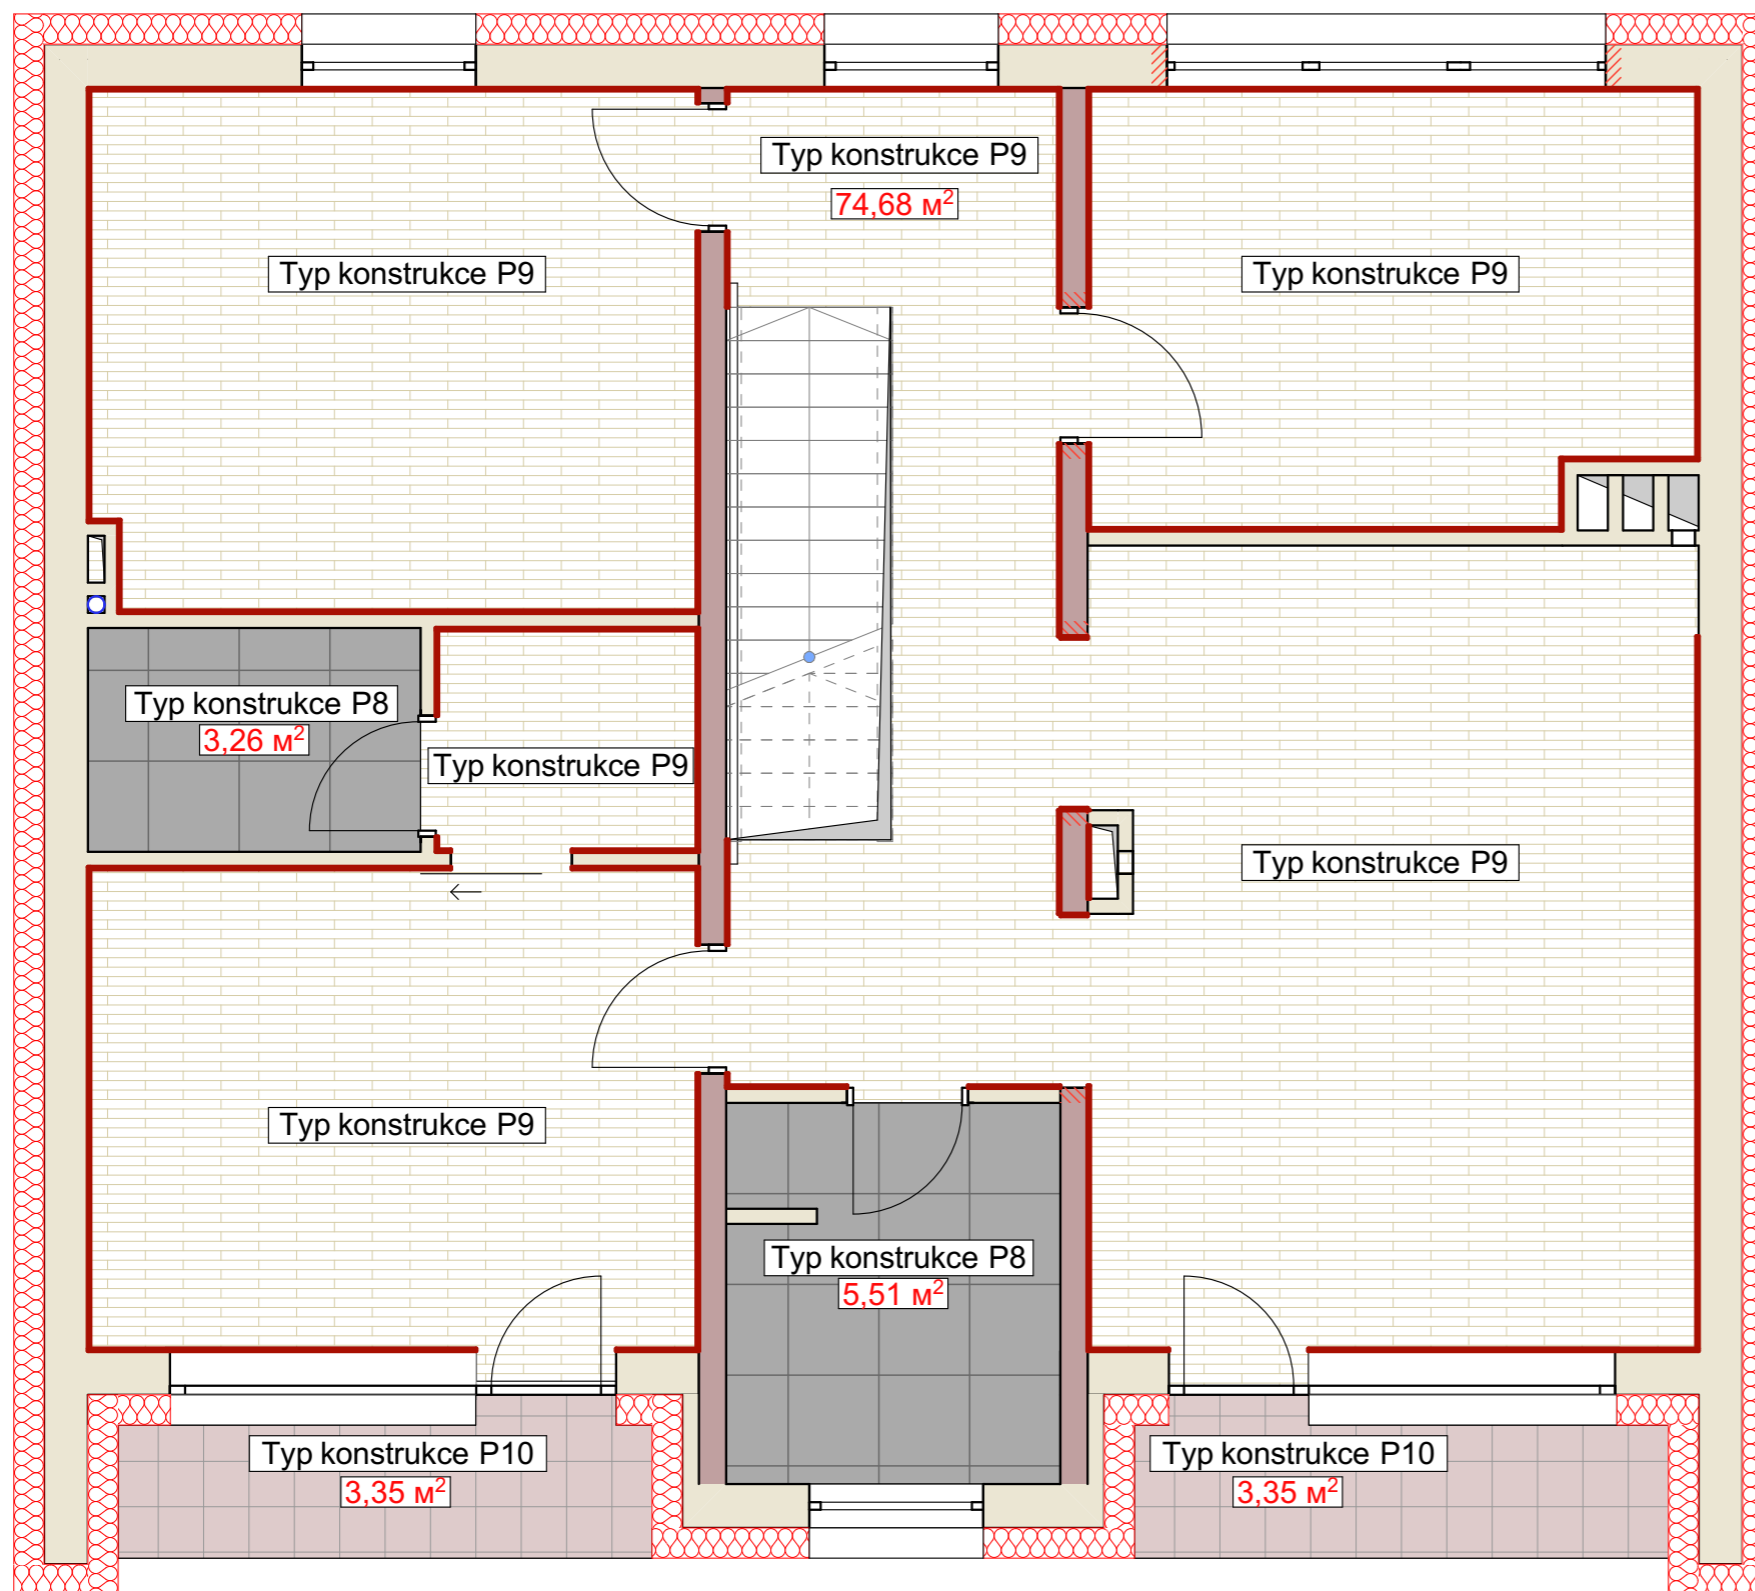 Typ konstrukce P9
74,68 м²
Typ konstrukce P9
Typ konstrukce P9
Typ konstrukce P8
3,26 м²
Typ konstrukce P9
Typ konstrukce P9
Typ konstrukce P9
Typ konstrukce P8
5,51 м²
Typ konstrukce P10
3,35 м²
Typ konstrukce P10
3,35 м²